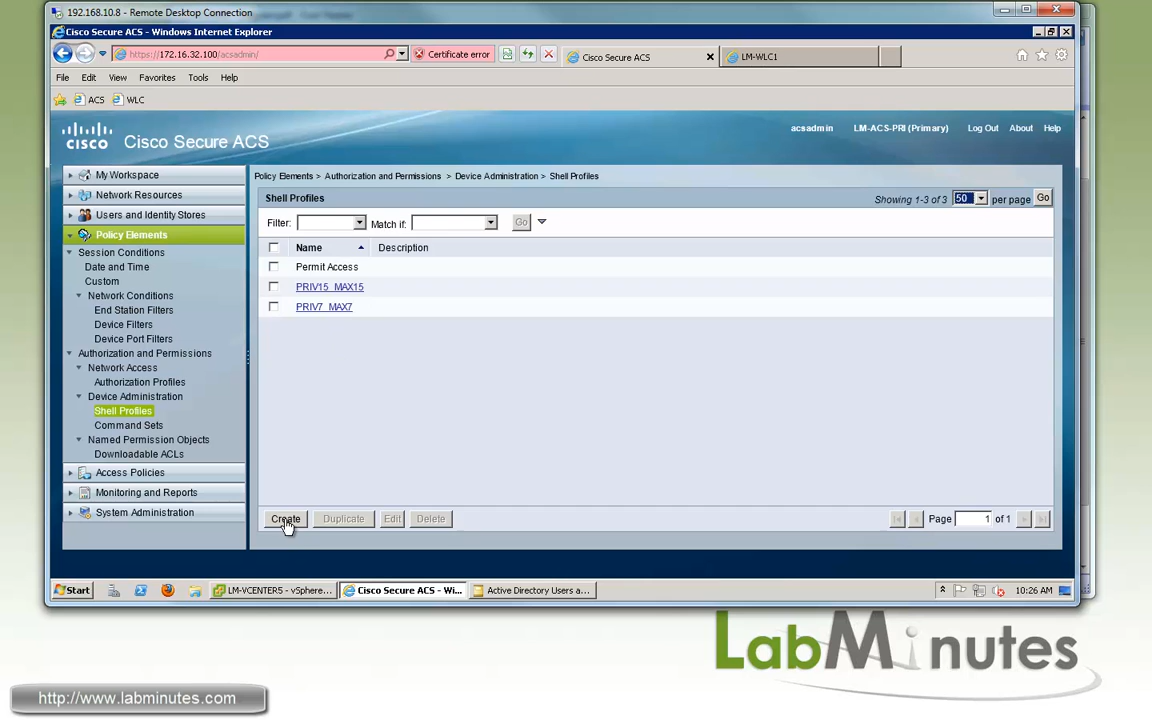 192.168.10.8 - Remote Desktop Connection
Cisco Secure ACS - Windows Internet Explorer
https://172.16.32.100/acsadmin/
Certificate error
Cisco Secure ACS
LM-WLC1
File Edit View Favorites Tools Help
ACS WLC
CISCO Cisco Secure ACS
acsadmin LM-ACS-PRI (Primary) Log Out About Help
My Workspace
Network Resources
Users and Identity Stores
Policy Elements
Session Conditions
Date and Time
Custom
Network Conditions
End Station Filters
Device Filters
Device Port Filters
Authorization and Permissions
Network Access
Authorization Profiles
Device Administration
Shell Profiles
Command Sets
Named Permission Objects
Downloadable ACLs
Access Policies
Monitoring and Reports
System Administration
Policy Elements > Authorization and Permissions > Device Administration > Shell Profiles
Shell Profiles
Showing 1-3 of 3 50 per page Go
Filter: Match if: Go
Name Description
Permit Access
PRIV15_MAX15
PRIV7_MAX7
Create Duplicate Edit Delete
Page 1 of 1
Start
LM-VCENTER5 - vSphere...
Cisco Secure ACS - Wi...
Active Directory Users a...
10:26 AM
LabMinutes
http://www.labminutes.com